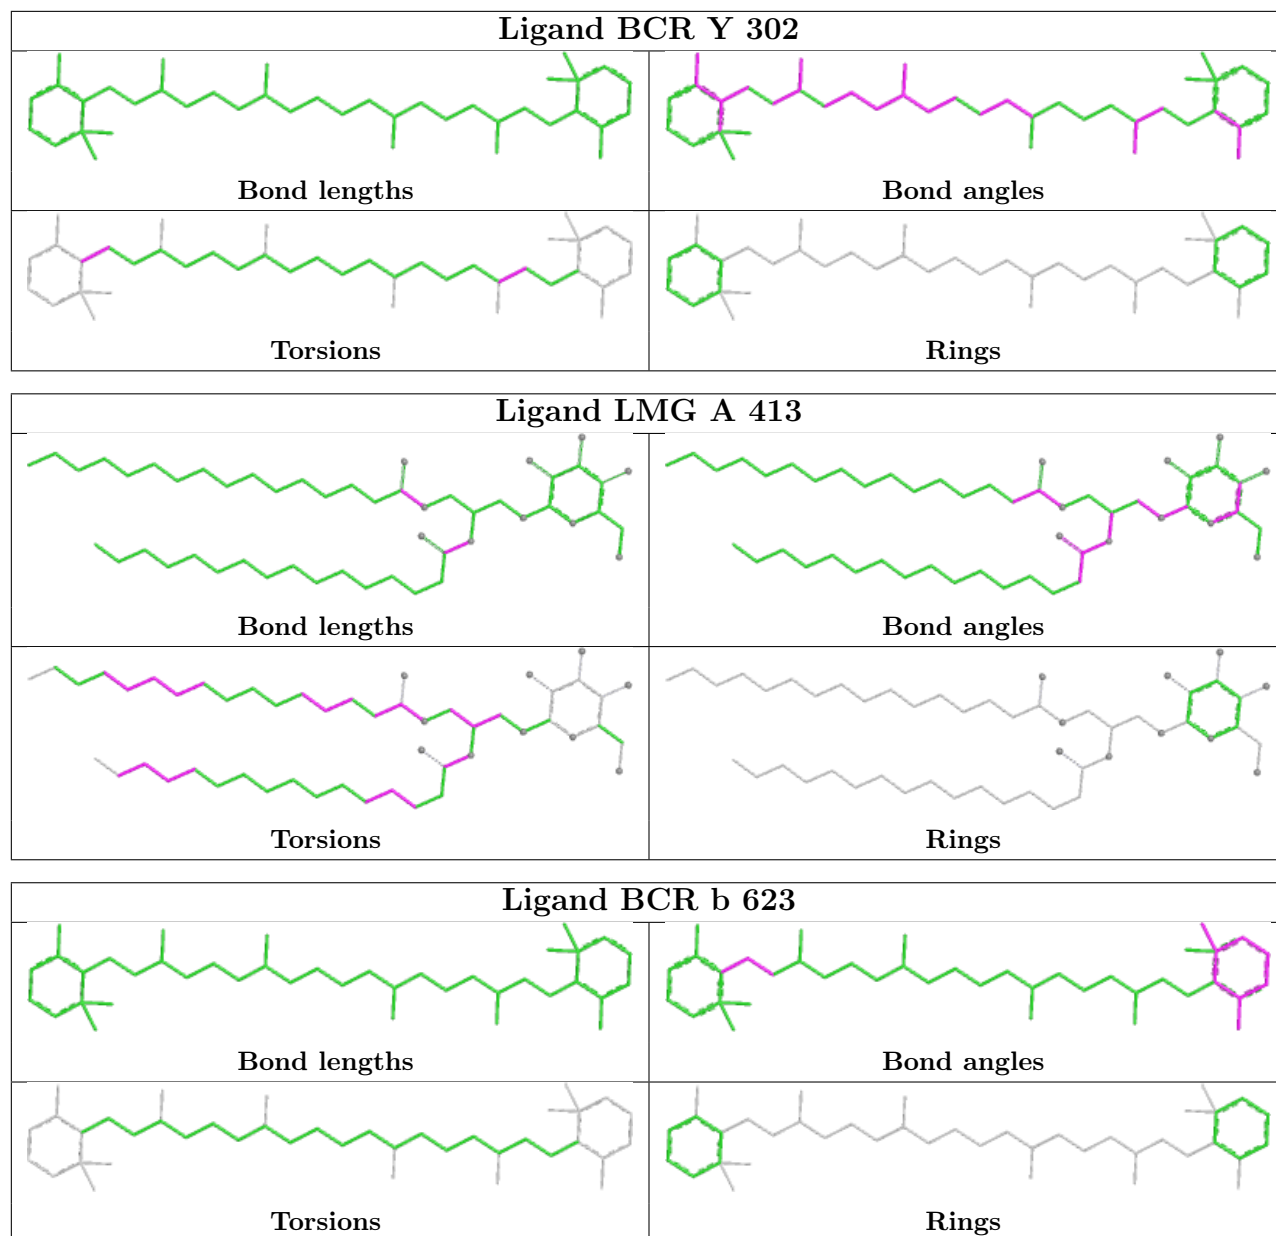 Ligand BCR Y 302
Bond lengths
Bond angles
Torsions
Rings
Ligand LMG A 413
Bond lengths
Bond angles
Torsions
Rings
Ligand BCR b 623
Bond lengths
Bond angles
Torsions
Rings